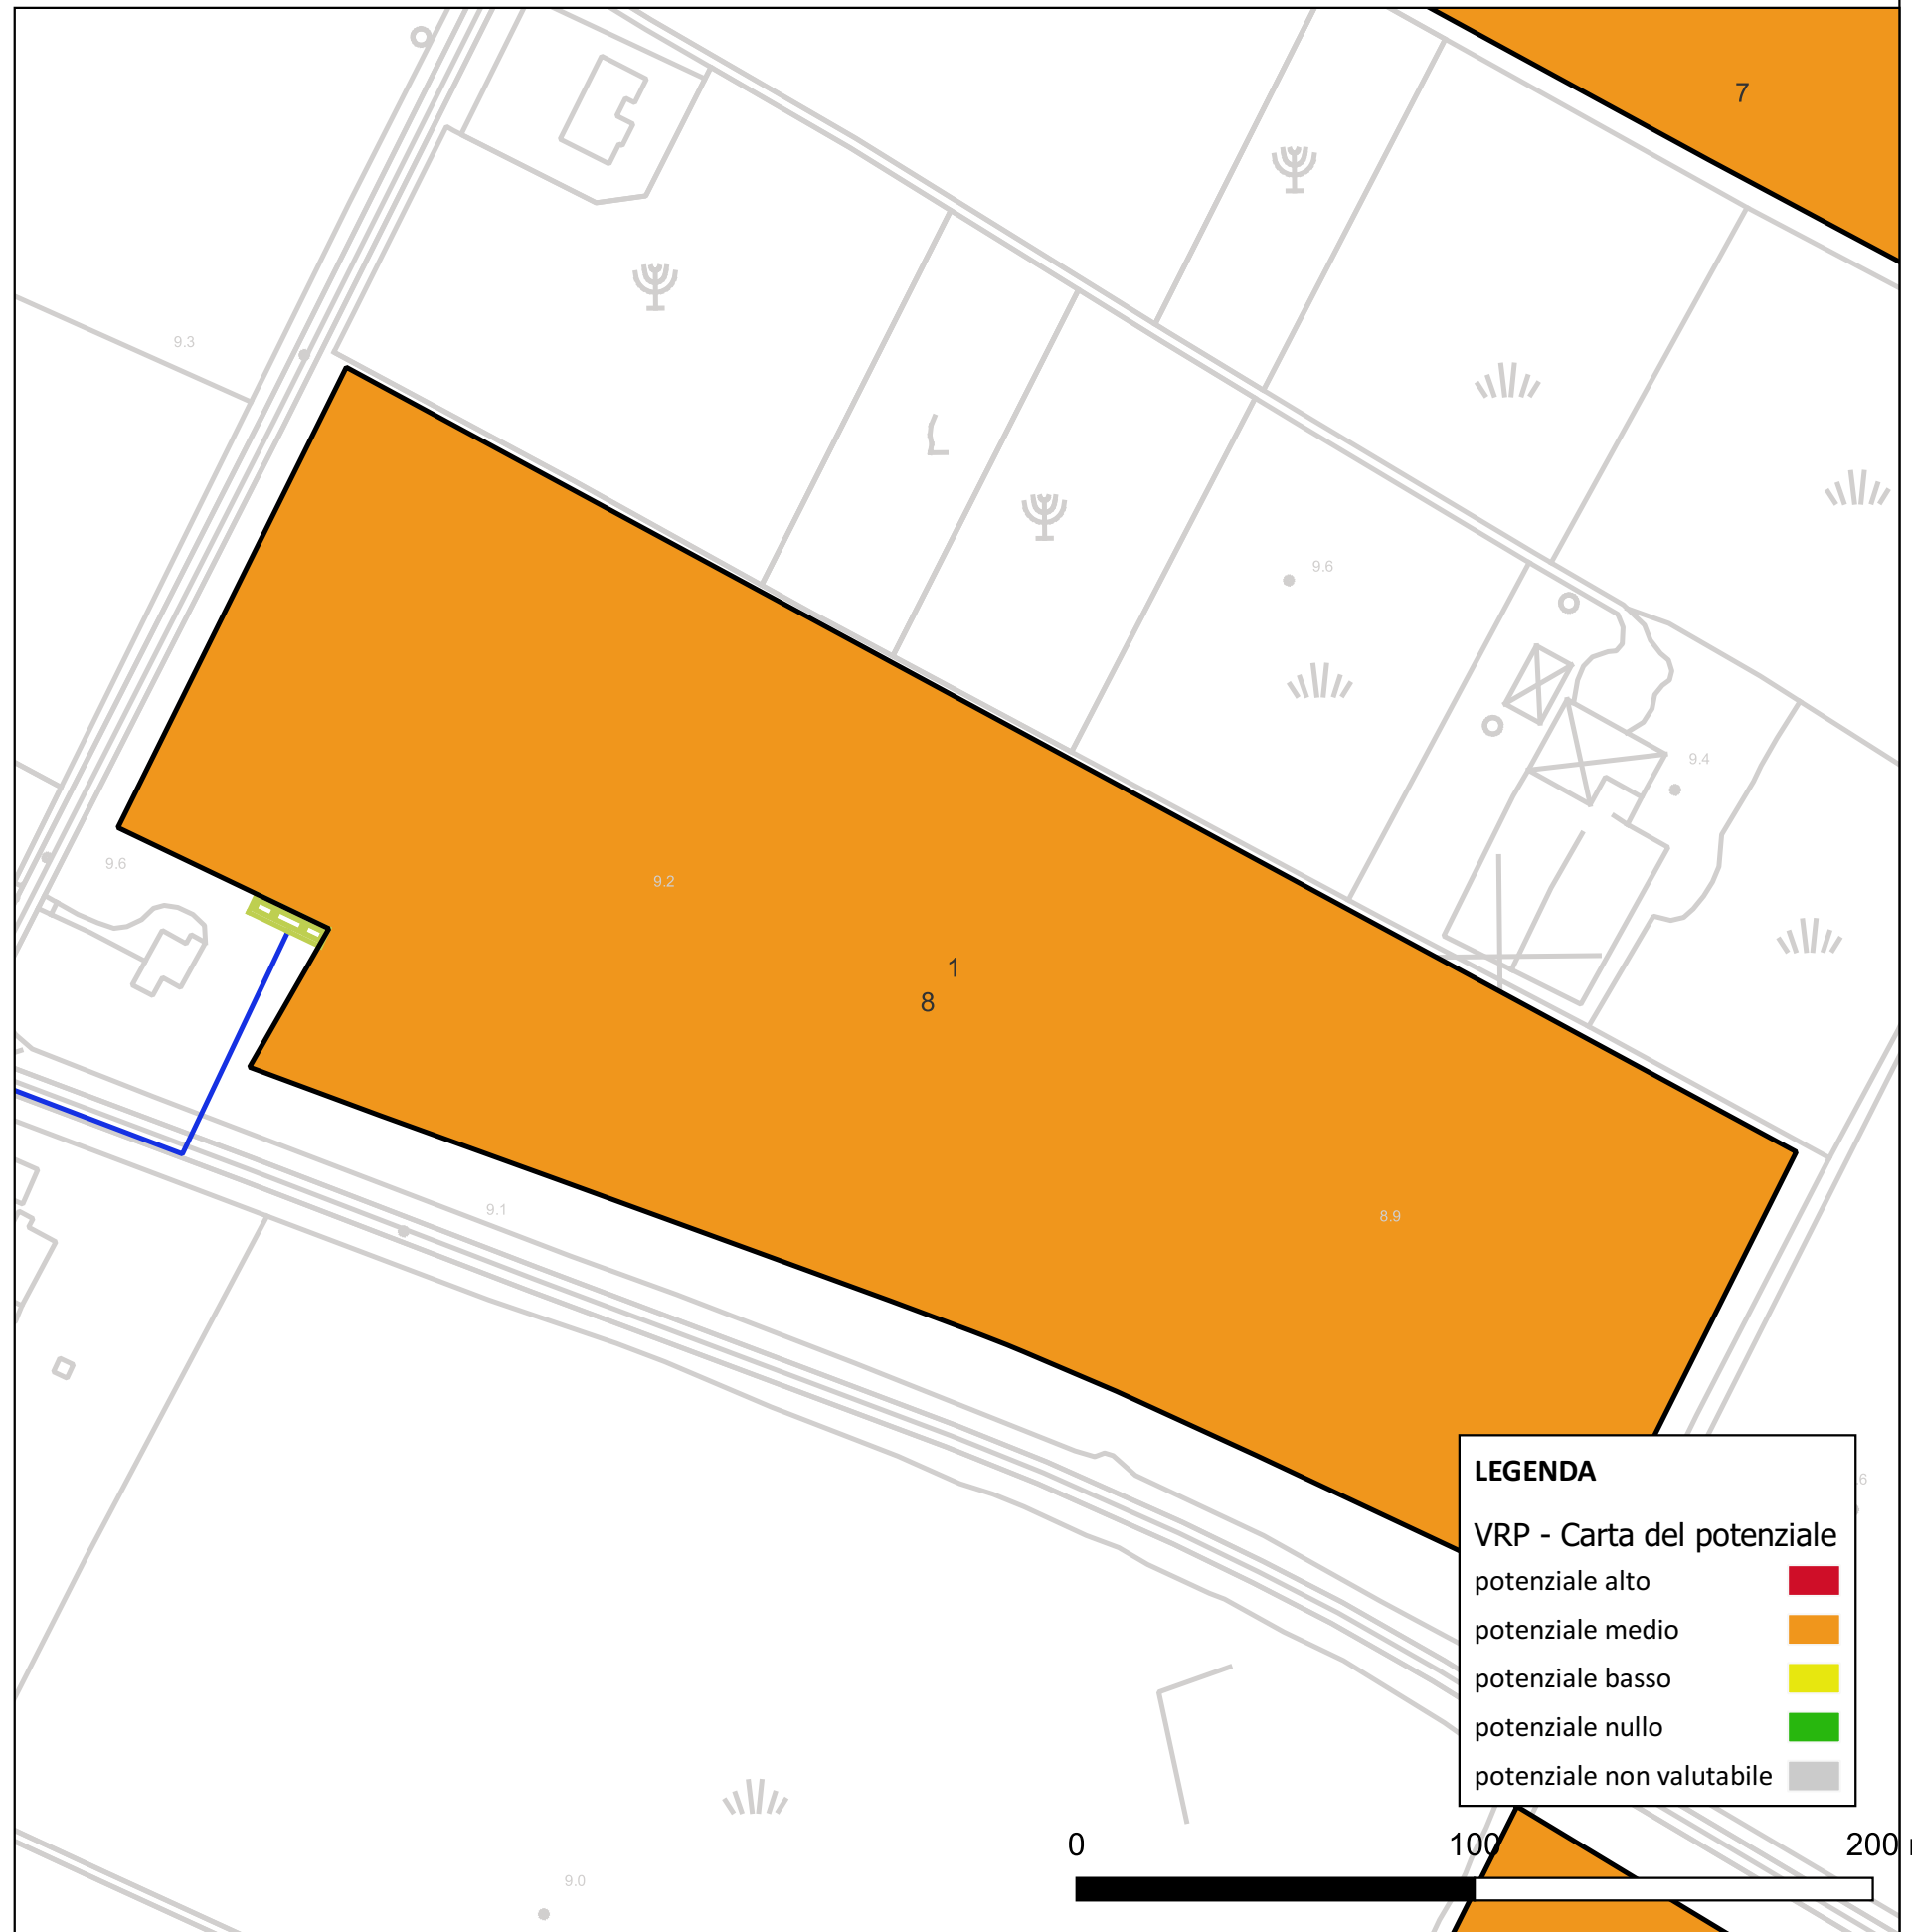 7
9.3
9.6
9.4
9.6
9.2
1
8
9.1
8.9
LEGENDA
VRP - Carta del potenziale
potenziale alto
potenziale medio
potenziale basso
potenziale nullo
potenziale non valutabile
0 100 200
9.0